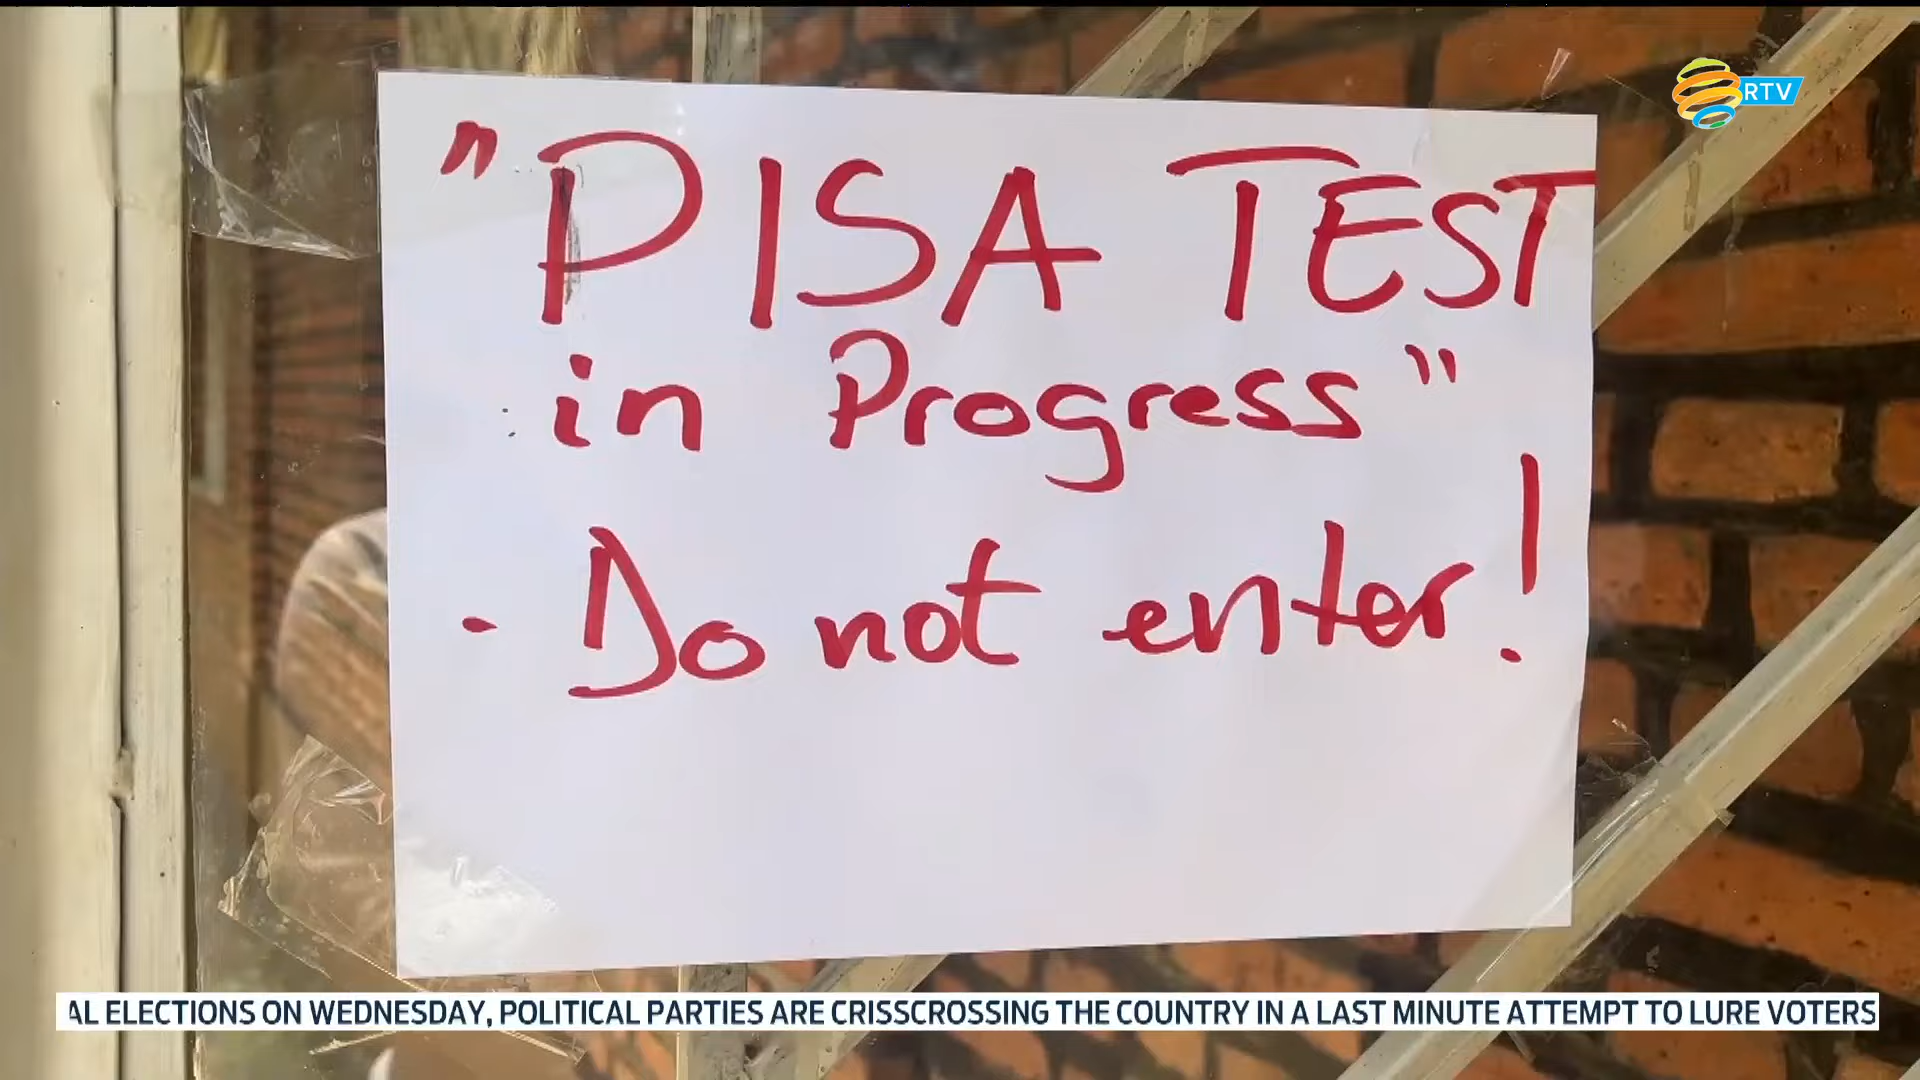 RTV
"PISA TEST
in Progress"
- Do not enter!
AL ELECTIONS ON WEDNESDAY, POLITICAL PARTIES ARE CRISSCROSSING THE COUNTRY IN A LAST MINUTE ATTEMPT TO LURE VOTERS